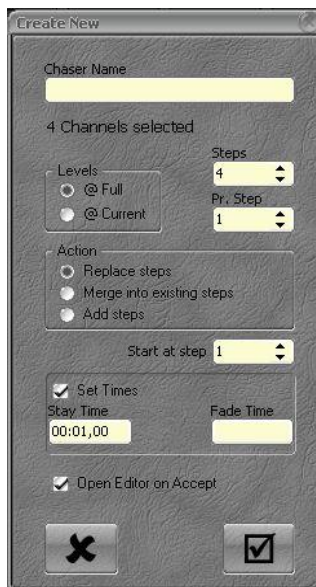 Create New
Chaser Name
4 Channels selected
Levels
@ Full
@ Current
Steps
4
Pr. Step
1
Action
Replace steps
Merge into existing steps
Add steps
Start at step 1
Set Times
Stay Time Fade Time
00:01,00
Open Editor on Accept